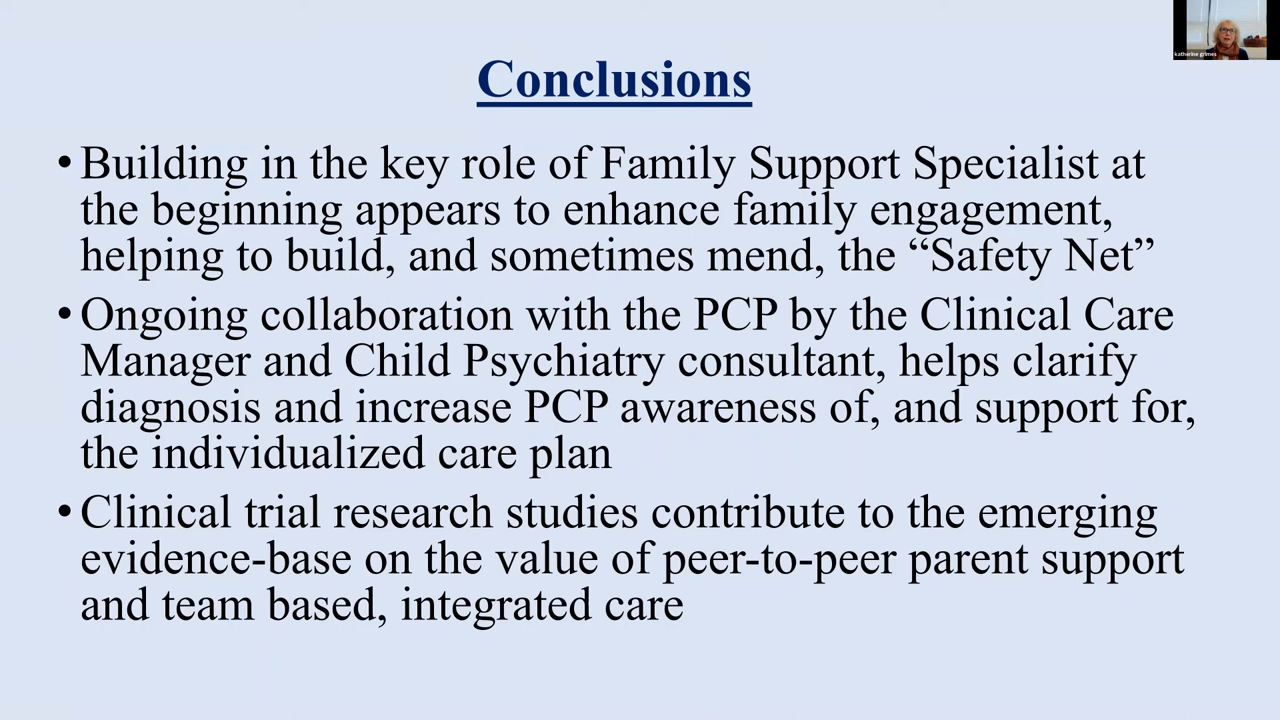 katherine grimes
Conclusions
• Building in the key role of Family Support Specialist at
the beginning appears to enhance family engagement,
helping to build, and sometimes mend, the “Safety Net”
• Ongoing collaboration with the PCP by the Clinical Care
Manager and Child Psychiatry consultant, helps clarify
diagnosis and increase PCP awareness of, and support for,
the individualized care plan
• Clinical trial research studies contribute to the emerging
evidence-base on the value of peer-to-peer parent support
and team based, integrated care